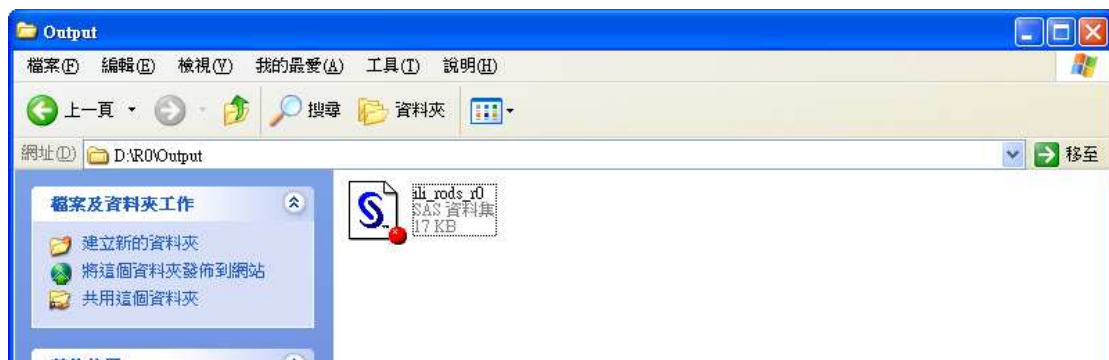 Output
檔案(F) 編輯(E) 檢視(V) 我的最愛(A) 工具(T) 說明(H)
上一頁 搜尋 資料夾
網址(D) D:\R0\Output 移至
檔案及資料夾工作
建立新的資料夾
將這個資料夾發佈到網站
共用這個資料夾
ili_rods_r0
SAS 資料集
17 KB